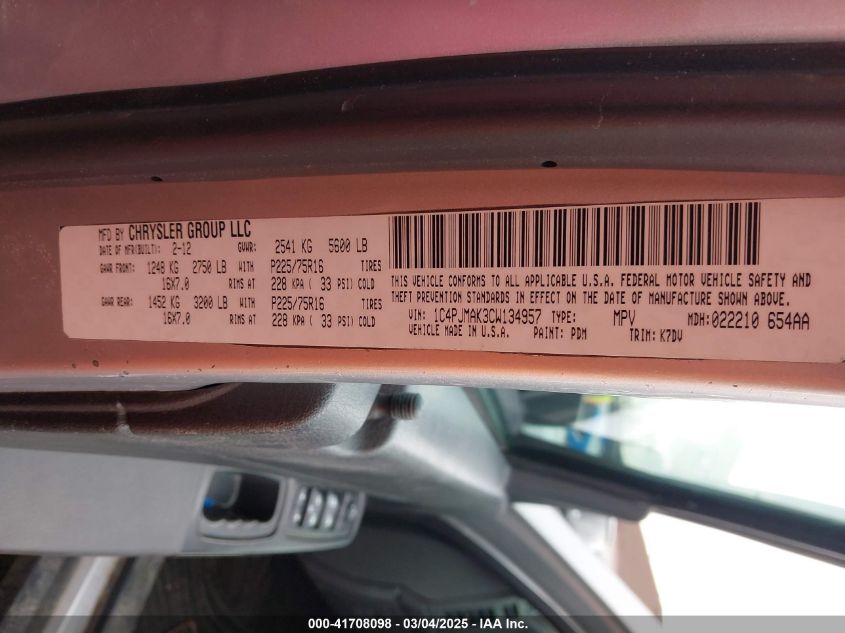 MFD BY CHRYSLER GROUP LLC
DATE OF MFR(BUILT): 2-12 GVWR: 2541 KG 5600 LB
GAWR FRONT: 1248 KG 2750 LB WITH P225/75R16 TIRES
16X7.0 RIMS AT 228 KPA ( 33 PSI) COLD
GAWR REAR: 1452 KG 3200 LB WITH P225/75R16 TIRES
16X7.0 RIMS AT 228 KPA ( 33 PSI) COLD
THIS VEHICLE CONFORMS TO ALL APPLICABLE U.S.A. FEDERAL MOTOR VEHICLE SAFETY AND
THEFT PREVENTION STANDARDS IN EFFECT ON THE DATE OF MANUFACTURE SHOWN ABOVE.
VIN: 1C4PJMAK3CW134957 TYPE: MPV MDH: 022210 654AA
VEHICLE MADE IN U.S.A. PAINT: PDM TRIM: K7DV
000-41708098 - 03/04/2025 - IAA Inc.